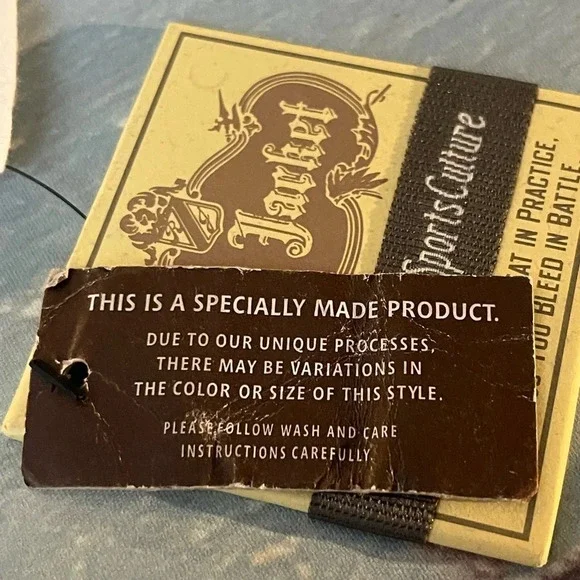 SportsCulture
AT IN PRACTICE,
YOU BLEED IN BATTLE
THIS IS A SPECIALLY MADE PRODUCT.
DUE TO OUR UNIQUE PROCESSES,
THERE MAY BE VARIATIONS IN
THE COLOR OR SIZE OF THIS STYLE.
PLEASE FOLLOW WASH AND CARE
INSTRUCTIONS CAREFULLY.